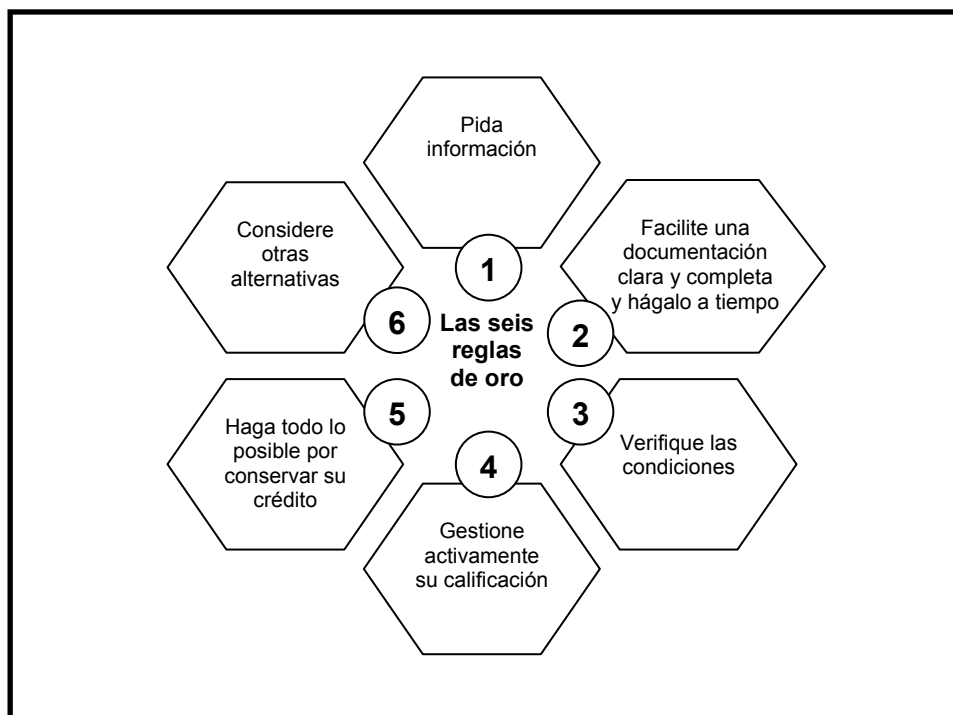 Pida
información
1
Facilite una
documentación
clara y completa
y hágalo a tiempo
2
Verifique las
condiciones
3
Gestione
activamente
su calificación
4
Haga todo lo
posible por
conservar su
crédito
5
Considere
otras
alternativas
6
Las seis
reglas
de oro